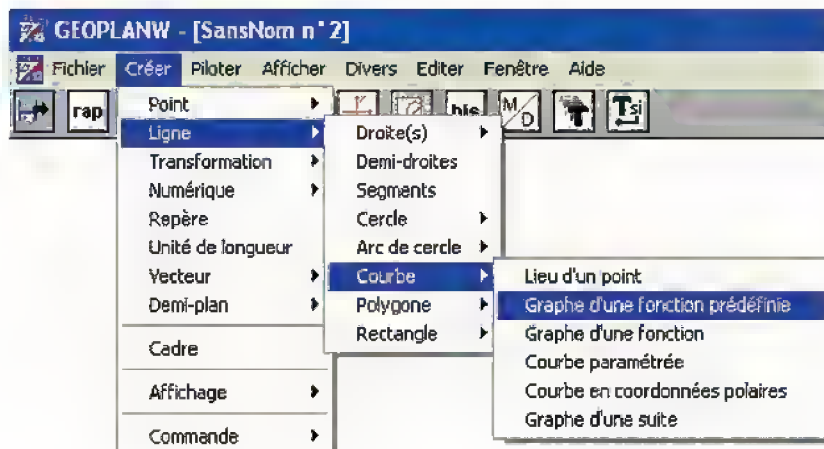 GEOPLANW - [SansNom n°2]
Fichier Créer Piloter Afficher Divers Editer Fenêtre Aide
rap bis M/D Tsi
Point
Ligne
Transformation
Numérique
Repère
Unité de longueur
Vecteur
Demi-plan
Cadre
Affichage
Commande
Droite(s)
Demi-droites
Segments
Cercle
Arc de cercle
Courbe
Polygone
Rectangle
Lieu d'un point
Graphe d'une fonction prédéfinie
Graphe d'une fonction
Courbe paramétrée
Courbe en coordonnées polaires
Graphe d'une suite